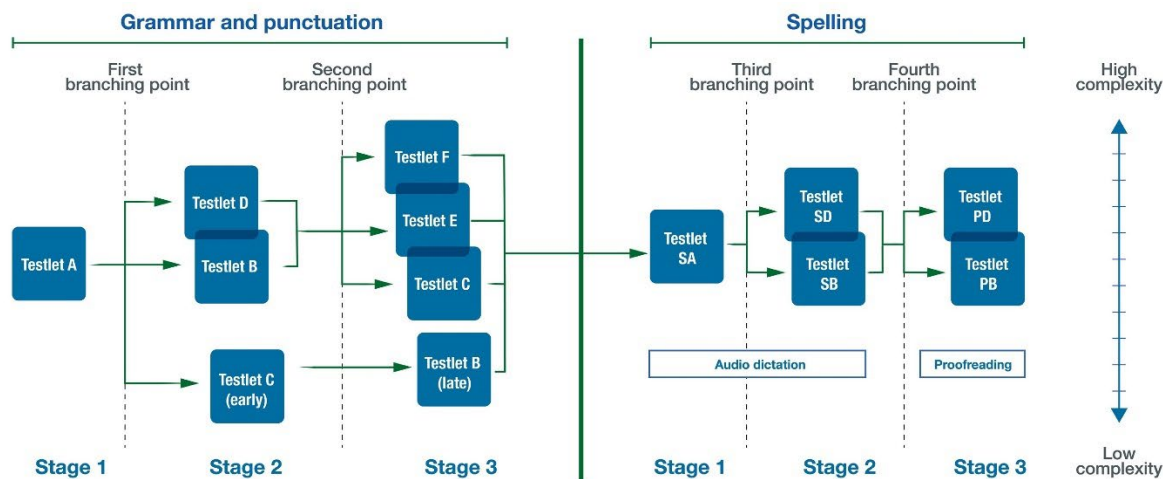 Grammar and punctuation
Spelling
First
branching point
Second
branching point
Third
branching point
Fourth
branching point
High
complexity
Testlet A
Testlet D
Testlet B
Testlet C
(early)
Testlet F
Testlet E
Testlet C
Testlet B
(late)
Testlet
SA
Testlet
SD
Testlet
SB
Testlet
PD
Testlet
PB
Audio dictation
Proofreading
Stage 1
Stage 2
Stage 3
Stage 1
Stage 2
Stage 3
Low
complexity